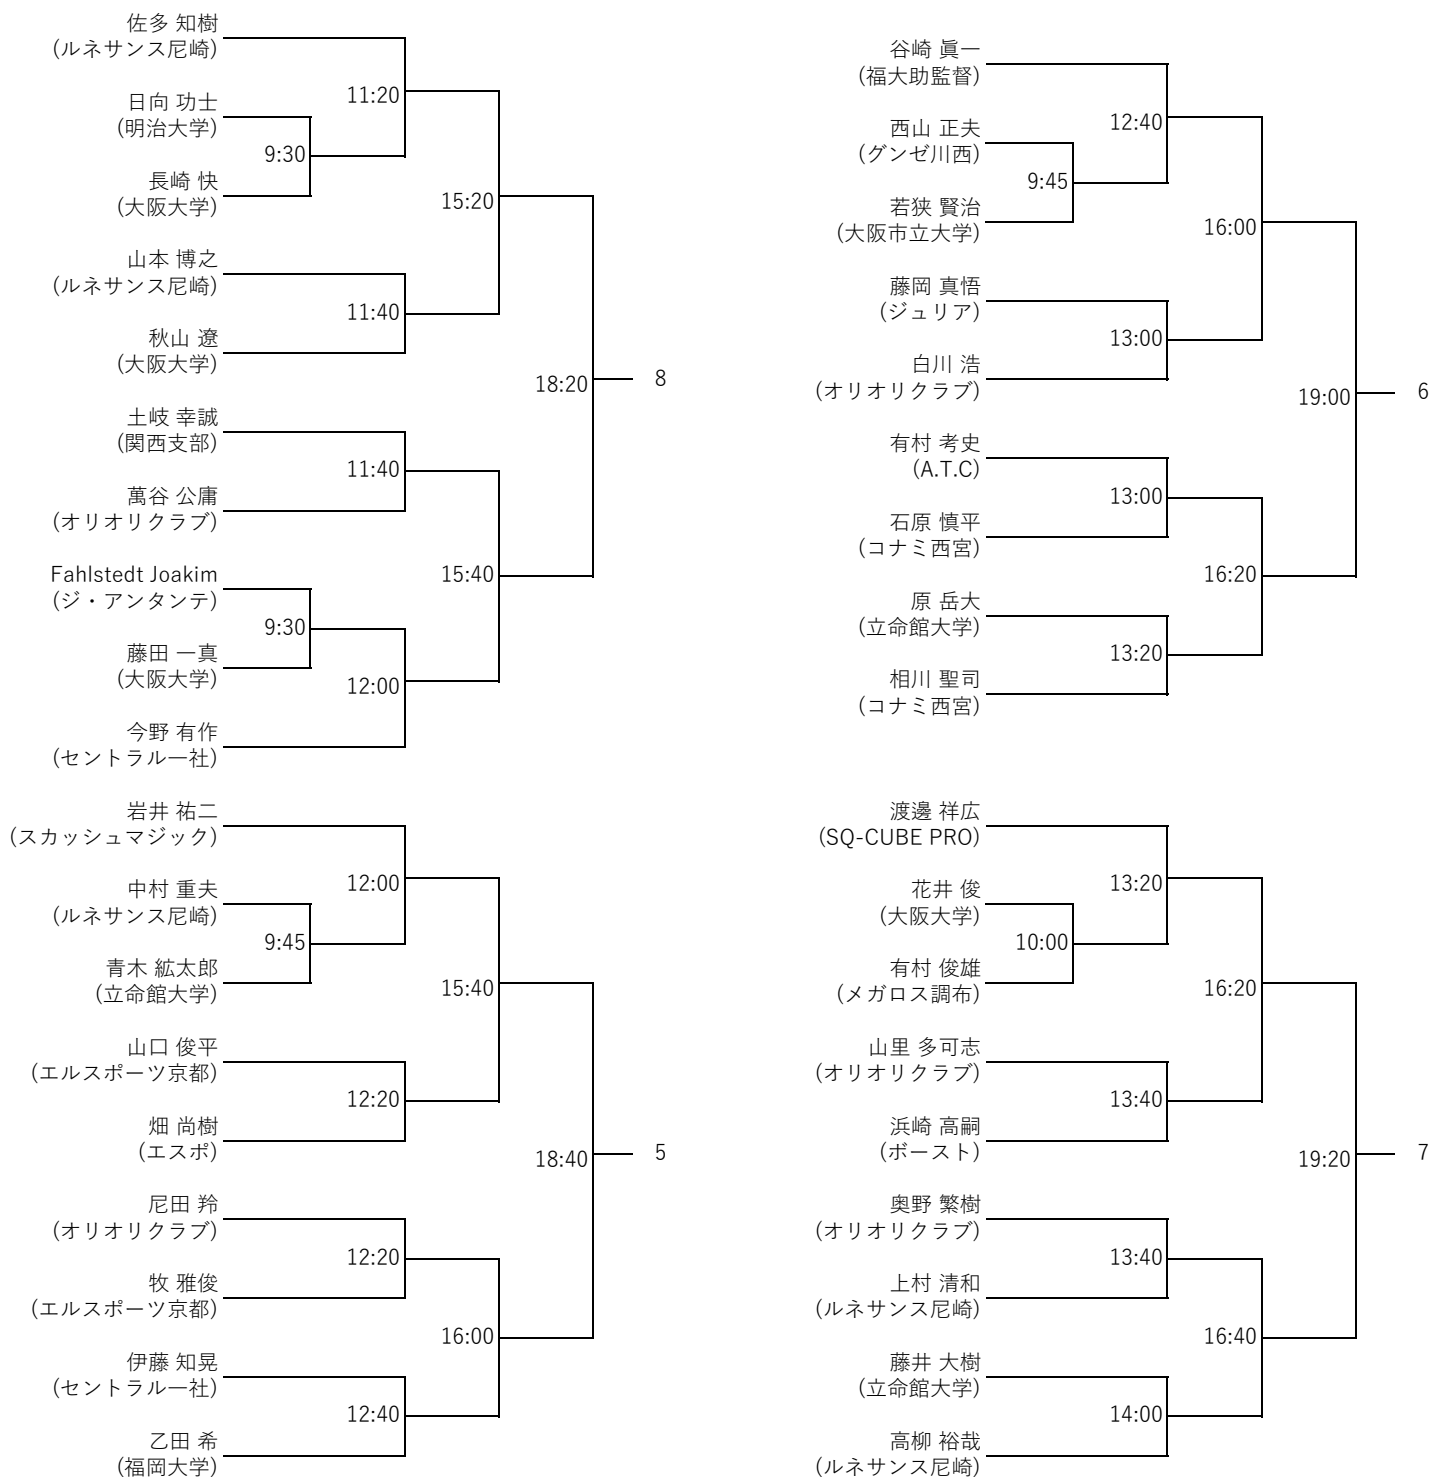 佐多 知樹
(ルネサンス尼崎)
11:20
日向 功士
(明治大学)
9:30
長崎 快
(大阪大学)
15:20
山本 博之
(ルネサンス尼崎)
11:40
秋山 遼
(大阪大学)
18:20
8
土岐 幸誠
(関西支部)
11:40
萬谷 公庸
(オリオリクラブ)
15:40
Fahlstedt Joakim
(ジ・アンタンテ)
9:30
藤田 一真
(大阪大学)
12:00
今野 有作
(セントラル一社)
谷崎 眞一
(福大助監督)
12:40
西山 正夫
(グンゼ川西)
9:45
若狭 賢治
(大阪市立大学)
16:00
藤岡 真悟
(ジュリア)
13:00
白川 浩
(オリオリクラブ)
19:00
6
有村 考史
(A.T.C)
13:00
石原 慎平
(コナミ西宮)
16:20
原 岳大
(立命館大学)
13:20
相川 聖司
(コナミ西宮)
岩井 祐二
(スカッシュマジック)
12:00
中村 重夫
(ルネサンス尼崎)
9:45
青木 紘太郎
(立命館大学)
15:40
山口 俊平
(エルスポーツ京都)
12:20
畑 尚樹
(エスポ)
18:40
5
尼田 羚
(オリオリクラブ)
12:20
牧 雅俊
(エルスポーツ京都)
16:00
伊藤 知晃
(セントラル一社)
12:40
乙田 希
(福岡大学)
渡邊 祥広
(SQ-CUBE PRO)
13:20
花井 俊
(大阪大学)
10:00
有村 俊雄
(メガロス調布)
16:20
山里 多可志
(オリオリクラブ)
13:40
浜崎 高嗣
(ボースト)
19:20
7
奥野 繁樹
(オリオリクラブ)
13:40
上村 清和
(ルネサンス尼崎)
16:40
藤井 大樹
(立命館大学)
14:00
高柳 裕哉
(ルネサンス尼崎)